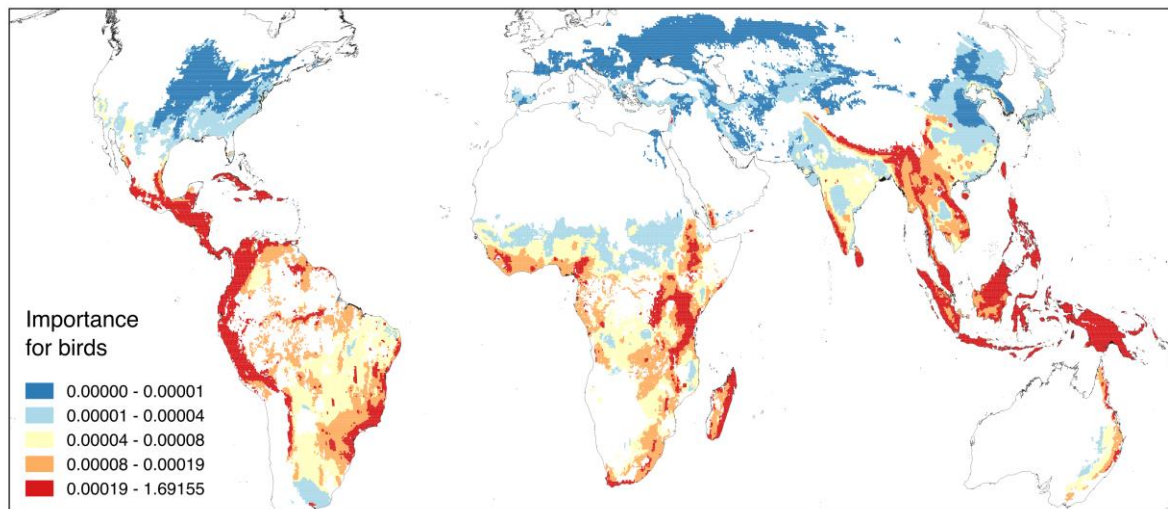 Importance
for birds
0.00000 - 0.00001
0.00001 - 0.00004
0.00004 - 0.00008
0.00008 - 0.00019
0.00019 - 1.69155